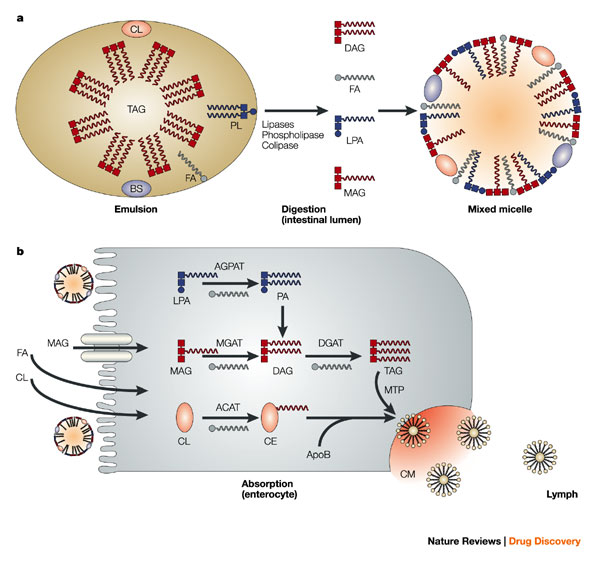 a
CL
TAG
PL
FA
BS
Emulsion
Lipases
Phospholipase
Colipase
DAG
FA
LPA
MAG
Digestion
(intestinal lumen)
Mixed micelle
b
AGPAT
LPA
PA
MAG
MGAT
DGAT
MAG
DAG
TAG
FA
CL
MTP
ACAT
CL
CE
ApoB
CM
Absorption
(enterocyte)
Lymph
Nature Reviews | Drug Discovery